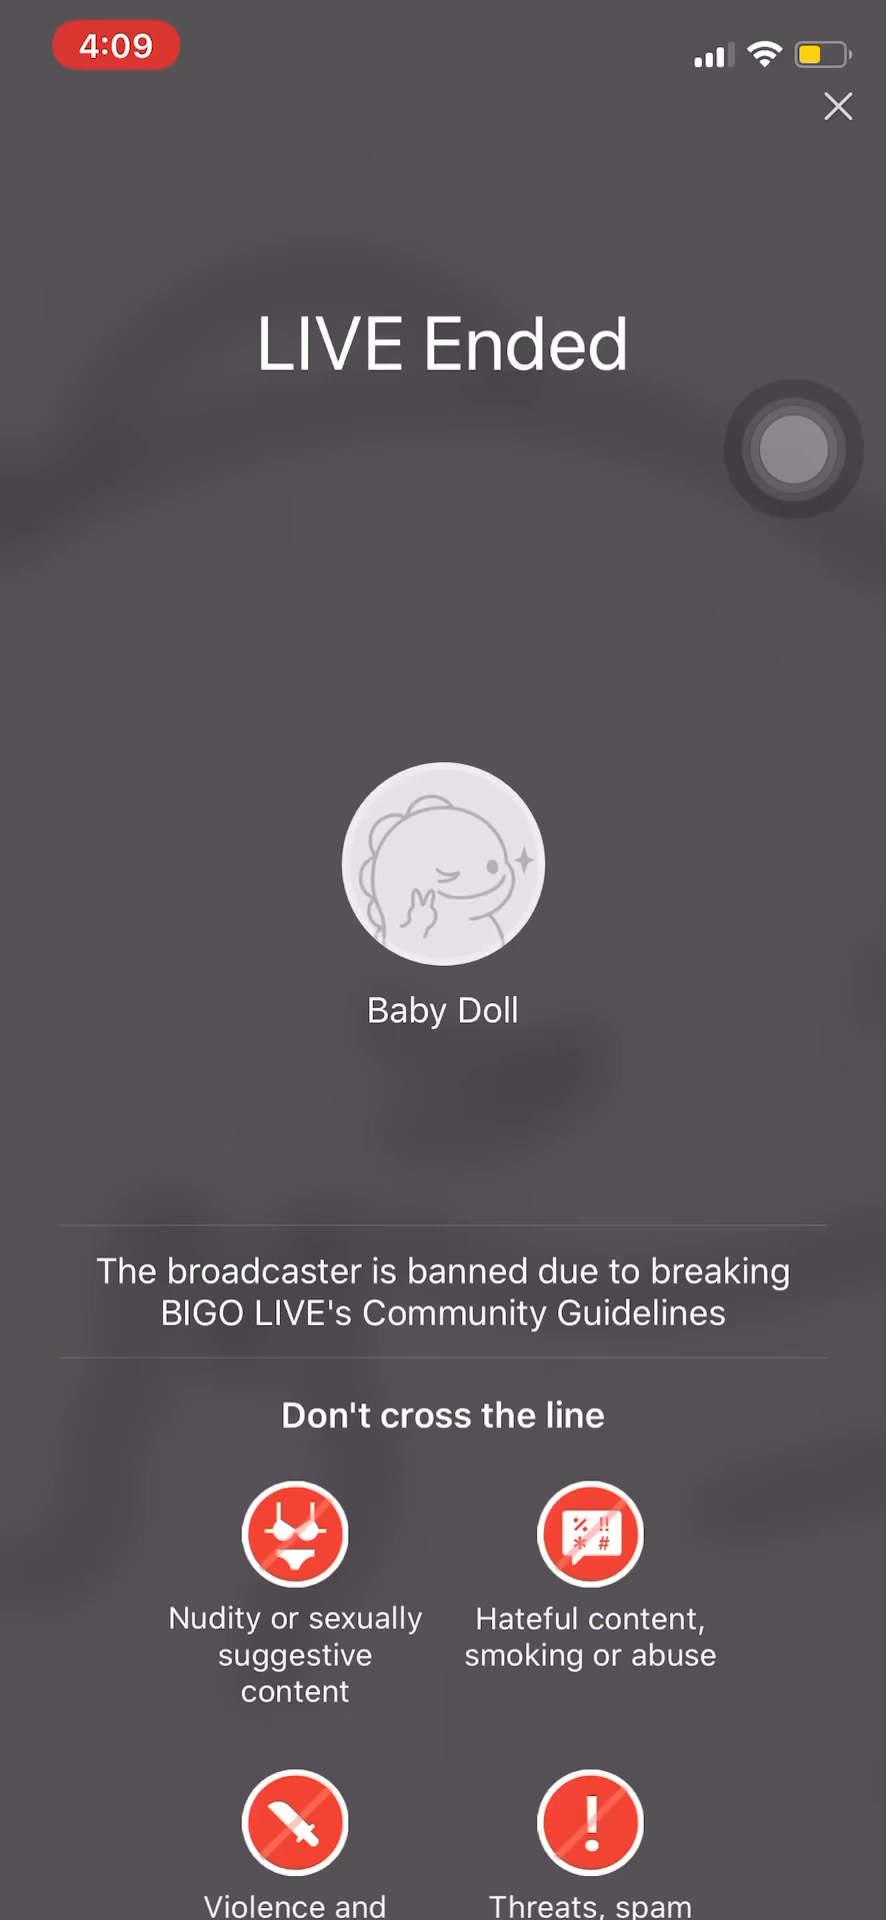 4:09
LIVE Ended
Baby Doll
The broadcaster is banned due to breaking
BIGO LIVE's Community Guidelines
Don't cross the line
Nudity or sexually
suggestive
content
Hateful content,
smoking or abuse
Violence and
Threats, spam